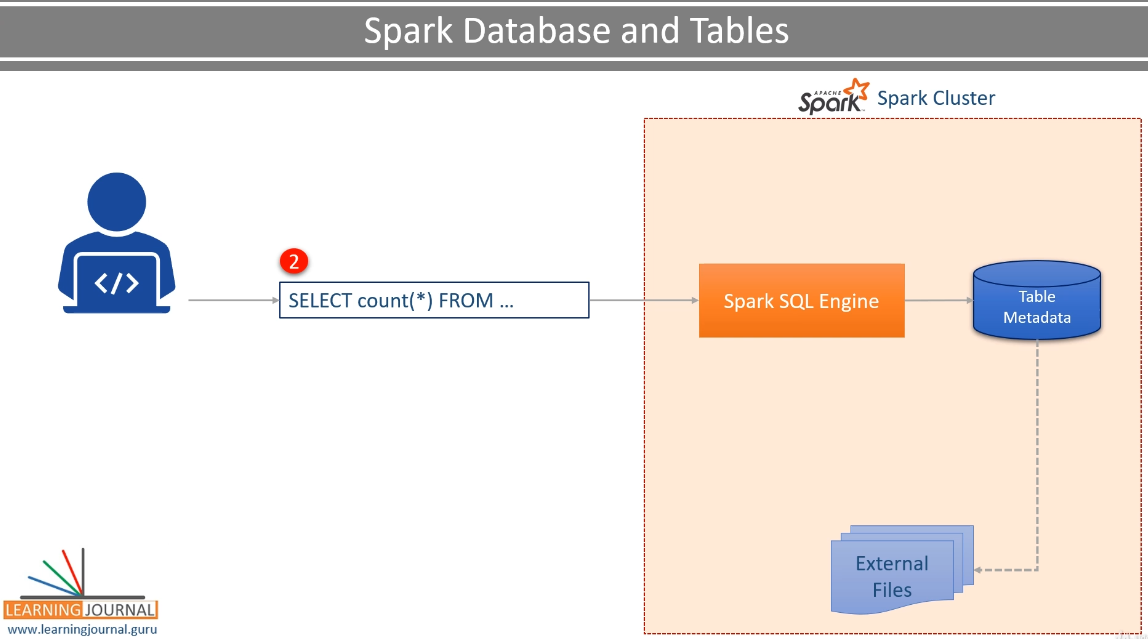 Spark Database and Tables
APACHE
Spark
Spark Cluster
</>
2
SELECT count(*) FROM ...
Spark SQL Engine
Table
Metadata
External
Files
LEARNING JOURNAL
www.learningjournal.guru